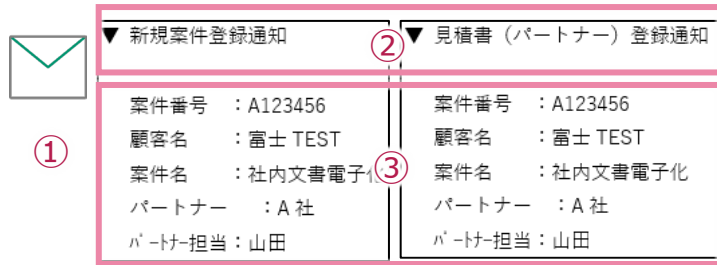 ▼ 新規案件登録通知
案件番号 ：A123456
顧客名 ：富士 TEST
案件名 ：社内文書電子化
パートナー ：A 社
ﾊﾟｰﾄﾅｰ担当：山田
▼ 見積書（パートナー）登録通知
案件番号 ：A123456
顧客名 ：富士 TEST
案件名 ：社内文書電子化
パートナー ：A 社
ﾊﾟｰﾄﾅｰ担当：山田
①
②
③